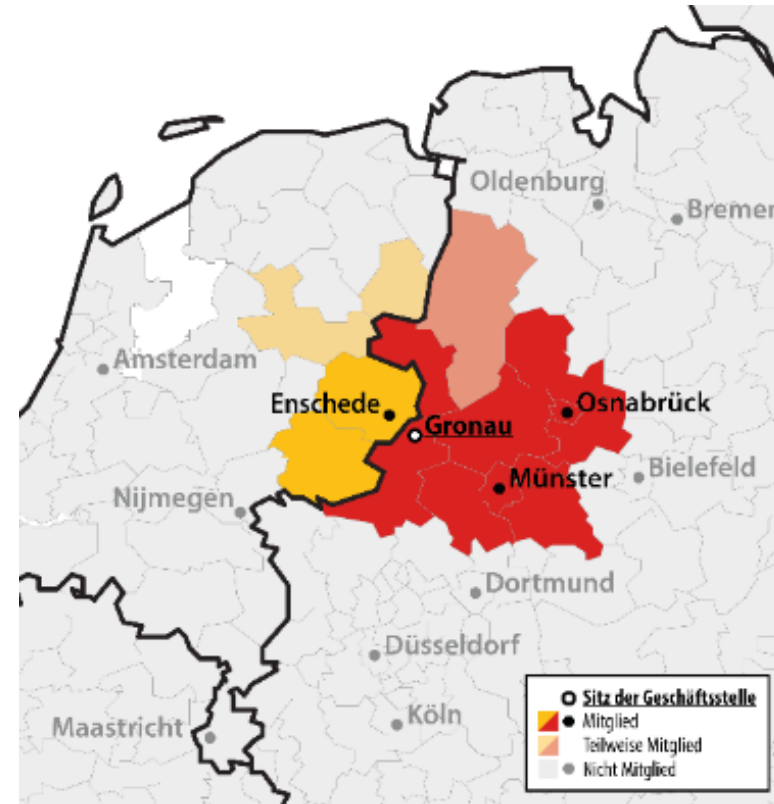 Oldenburg
Bremen
Amsterdam
Enschede
Osnabrück
Gronau
Bielefeld
Münster
Nijmegen
Dortmund
Düsseldorf
Köln
Maastricht
Sitz der Geschäftsstelle
Mitglied
Teilweise Mitglied
Nicht Mitglied